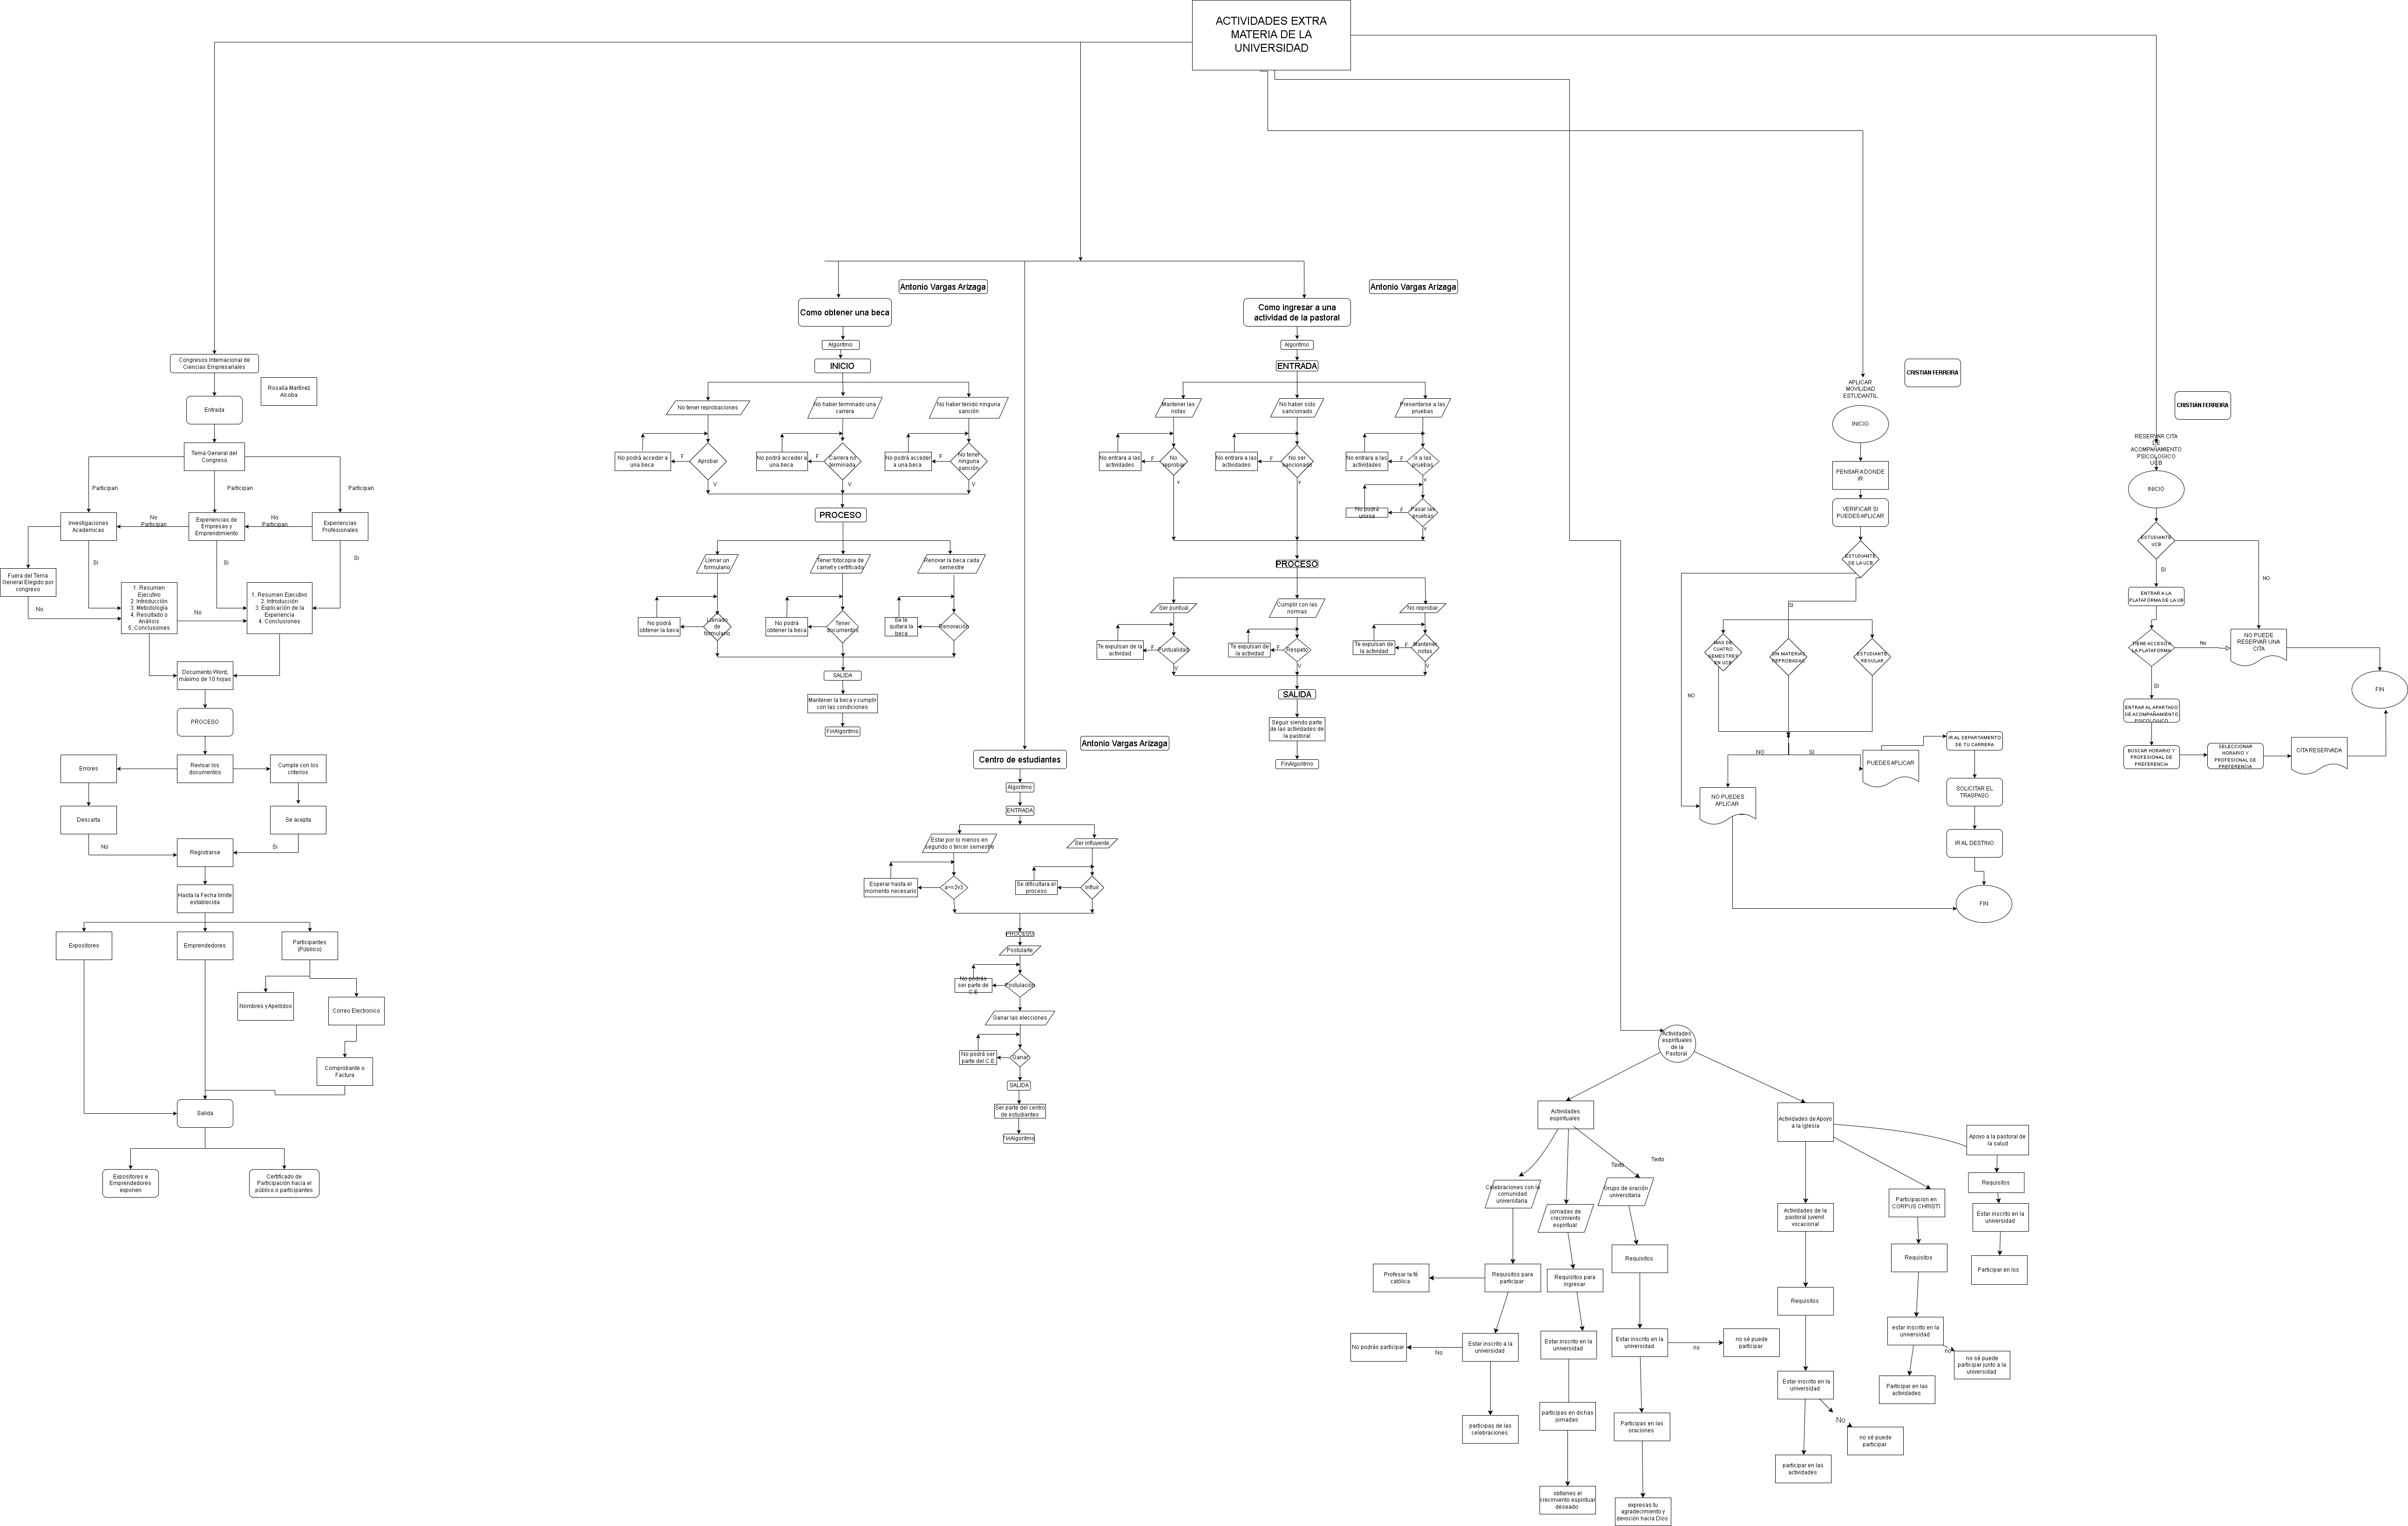 ACTIVIDADES EXTRA
MATERIA DE LA
UNIVERSIDAD
Congresos Internacional de
Ciencias Empresariales
Rosalía Martínez
Alcoba
Entrada
Tema General del
Congreso
Participan
Participan
Participan
Investigaciones
Academicas
No
Participan
Experiencias de
Empresas y
Emprendimiento
No
Participan
Experiencias
Profesionales
Si
Si
Si
Fuera del Tema
General Elegido por
congreso
No
1. Resumen
Ejecutivo
2. Introducción
3. Metodología
4. Resultado o
Análisis
5. Conclusiones
No
1. Resumen Ejecutivo
2. Introducción
3. Explicación de la
Experiencia
4. Conclusiones
Documento Word,
máximo de 10 hojas
PROCESO
Errores
Revisar los
documentos
Cumple con los
criterios
Descarta
Se acepta
No
Si
Registrarse
Hasta la Fecha limite
establecida
Expositores
Emprendedores
Participantes
(Público)
Nombres y Apellidos
Correo Electronico
Comprobante o
Factura
Salida
Expositores e
Emprendedores
exponen
Certificado de
Participación hacia el
público o participantes
Antonio Vargas Arízaga
Como obtener una beca
Algoritmo
INICIO
No tener reprobaciones
No haber terminado una
carrera
No haber tenido ninguna
sanción
No podrá acceder a
una beca
F
Aprobar
V
No podrá acceder a
una beca
F
Carrera no
terminada
V
No podrá acceder
a una beca
F
No tener
ninguna
sanción
V
PROCESO
Llenar un
formulario
Tener fotocopia de
carnet y certificado
Renovar la beca cada
semestre
No podrá
obtener la beca
Llenado
de
formulario
No podrá
obtener la beca
Tener
documentos
Se le
quitara la
beca
Renovación
SALIDA
Mantener la beca y cumplir
con las condiciones
FinAlgoritmo
Antonio Vargas Arízaga
Como ingresar a una
actividad de la pastoral
Algoritmo
ENTRADA
Mantener las
notas
No haber sido
sancionado
Presentarse a las
pruebas
No entrara a las
actividades
F
No
reprobar
v
No entrara a las
actividades
F
No ser
sancionado
v
No entrara a las
actividades
F
Ir a las
pruebas
v
No podrá
unirse
F
Pasar las
pruebas
v
PROCESO
Ser puntual
Cumplir con las
normas
No reprobar
Te expulsan de la
actividad
F
Puntualidad
V
Te expulsan de
la actividad
F
Respeto
V
Te expulsan de
la actividad
F
Mantener
notas
V
SALIDA
Seguir siendo parte
de las actividades de
la pastoral
FinAlgoritmo
Antonio Vargas Arízaga
Centro de estudiantes
Algoritmo
ENTRADA
Estar por lo menos en
segundo o tercer semestre
Ser influyente
Esperar hasta el
momento necesario
a>=2v3
Se dificultara el
proceso
Influir
PROCESO
Postularte
No podrás
ser parte de
C.E
Postulación
Ganar las elecciones
No podrá ser
parte del C.E
Ganar
SALIDA
Ser parte del centro
de estudiantes
FinAlgoritmo
CRISTIAN FERREIRA
APLICAR
MOVILIDAD
ESTUDANTIL
INICIO
PENSAR A DONDE
IR
VERIFICAR SI
PUEDES APLICAR
ESTUDIANTE
DE LA UCB
SI
MAS DE
CUATRO
SEMESTRES
EN UCB
SIN MATERIAS
REPROBADAS
ESTUDIANTE
REGULAR
NO
NO
SI
PUEDES APLICAR
NO PUEDES
APLICAR
IR AL DEPARTAMENTO
DE TU CARRERA
SOLICITAR EL
TRASPASO
IR AL DESTINO
FIN
CRISTIAN FERREIRA
RESERVAR CITA
DE
ACOMPAÑAMIENTO
PSICOLOGICO
UCB
INICIO
ESTUDIANTE
UCB
SI
NO
ENTRAR A LA
PLATAFORMA DE LA UB
TIENE ACCESO A
LA PLATAFORMA
No
NO PUEDE
RESERVAR UNA
CITA
SI
FIN
ENTRAR AL APARTADO
DE ACOMPAÑAMIENTO
PSICOLOGICO
BUSCAR HORARIO Y
PROFESIONAL DE
PREFERENCIA
SELECCIONAR
HORARIO Y
PROFESIONAL DE
PREFERENCIA
CITA RESERVADA
Actividades
espirituales
de la
Pastoral
Actividades
espirituales
Actividades de Apoyo
a la iglesia
Apoyo a la pastoral de
la salud
Texto
Texto
Celebraciones con la
comunidad
universitaria
jornadas de
crecimiento
espiritual
Grupo de oración
universitaria
Actividades de la
pastoral juvenil
vocacional
Participacion en
CORPUS CHRISTI
Requisitos
Estar inscrito en la
universidad
Participar en los
Profesar la fé
católica
Requisitos para
participar
Requisitos para
ingresar
Requisitos
Requisitos
Requisitos
No podrás participar
No
Estar inscrito a la
universidad
Estar inscrito en la
universidad
Estar inscrito en la
universidad
no
no sé puede
participar
Estar inscrito en la
universidad
No
no sé puede
participar
estar inscrito en la
universidad
no
no sé puede
participar junto a la
universidad
Participar en las
actividades
participas de las
celebraciones
participas en dichas
jornadas
Participas en las
oraciones
participar en las
actividades
obtienes el
crecimiento espiritual
deseado
expresas tu
agradecimiento y
devoción hacia Dios